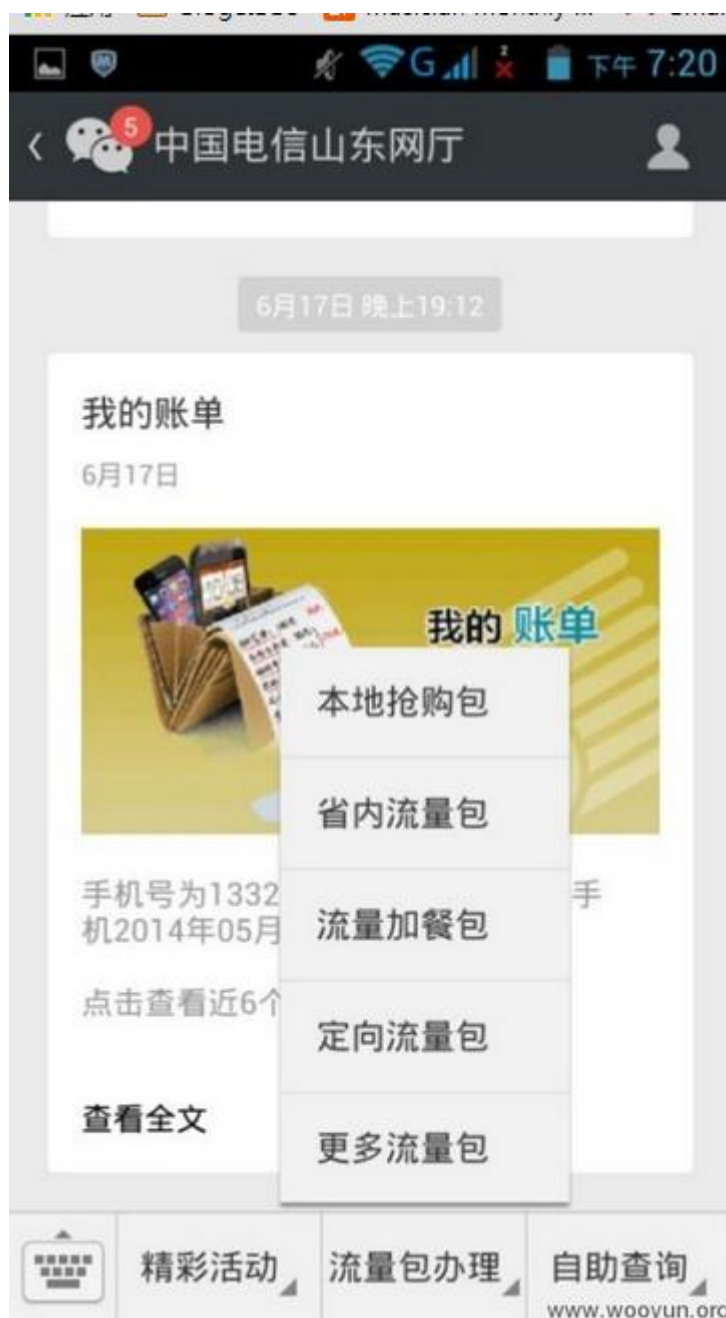 G
2
下午 7:20
5
中国电信山东网厅
6月17日 晚上19:12
我的账单
6月17日
我的 账单
本地抢购包
省内流量包
手机号为1332
手
流量加餐包
机2014年05月
点击查看近6个
定向流量包
查看全文
更多流量包
精彩活动
流量包办理
自助查询
www.wooyun.org